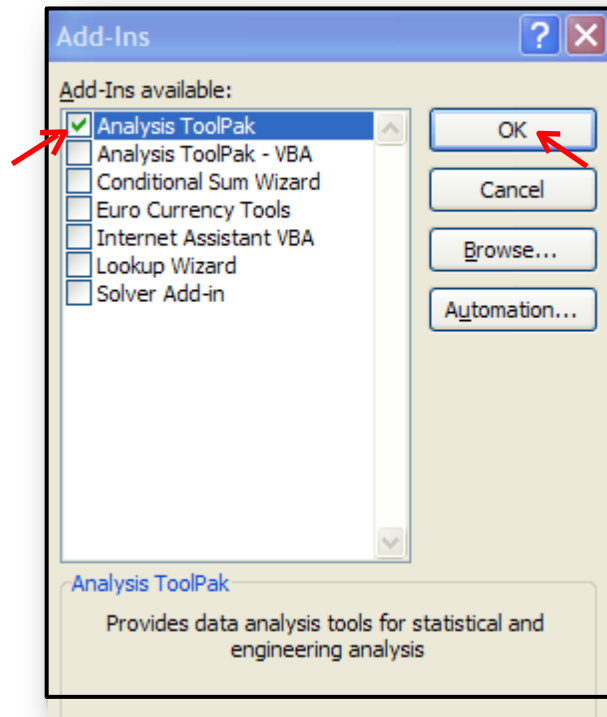 Add-Ins
?
Add-Ins available:
Analysis ToolPak
Analysis ToolPak - VBA
Conditional Sum Wizard
Euro Currency Tools
Internet Assistant VBA
Lookup Wizard
Solver Add-in
OK
Cancel
Browse...
Automation...
Analysis ToolPak
Provides data analysis tools for statistical and
engineering analysis